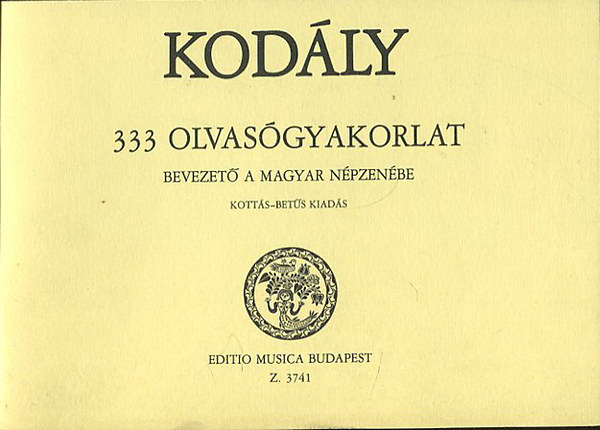 KODÁLY
333 OLVASÓGYAKORLAT
BEVEZETŐ A MAGYAR NÉPZENÉBE
KOTTÁS-BETŰS KIADÁS
EDITIO MUSICA BUDAPEST
Z. 3741